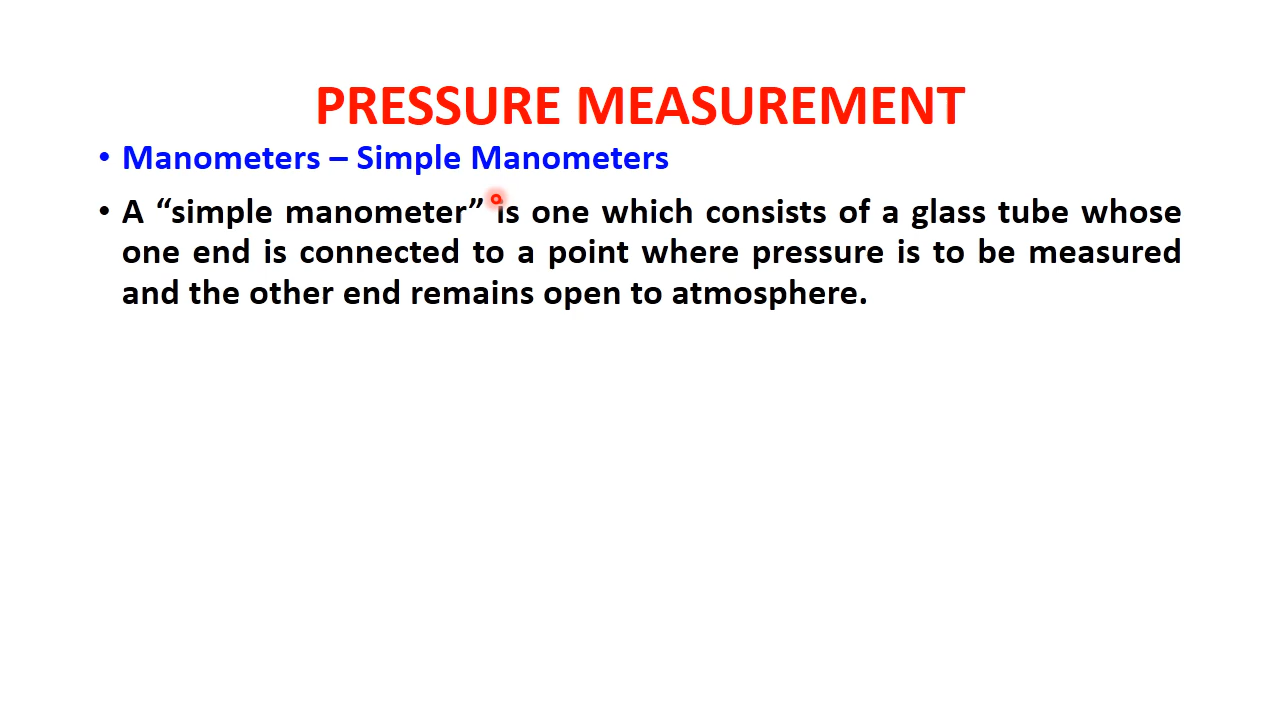 PRESSURE MEASUREMENT
• Manometers – Simple Manometers
• A “simple manometer” is one which consists of a glass tube whose
one end is connected to a point where pressure is to be measured
and the other end remains open to atmosphere.